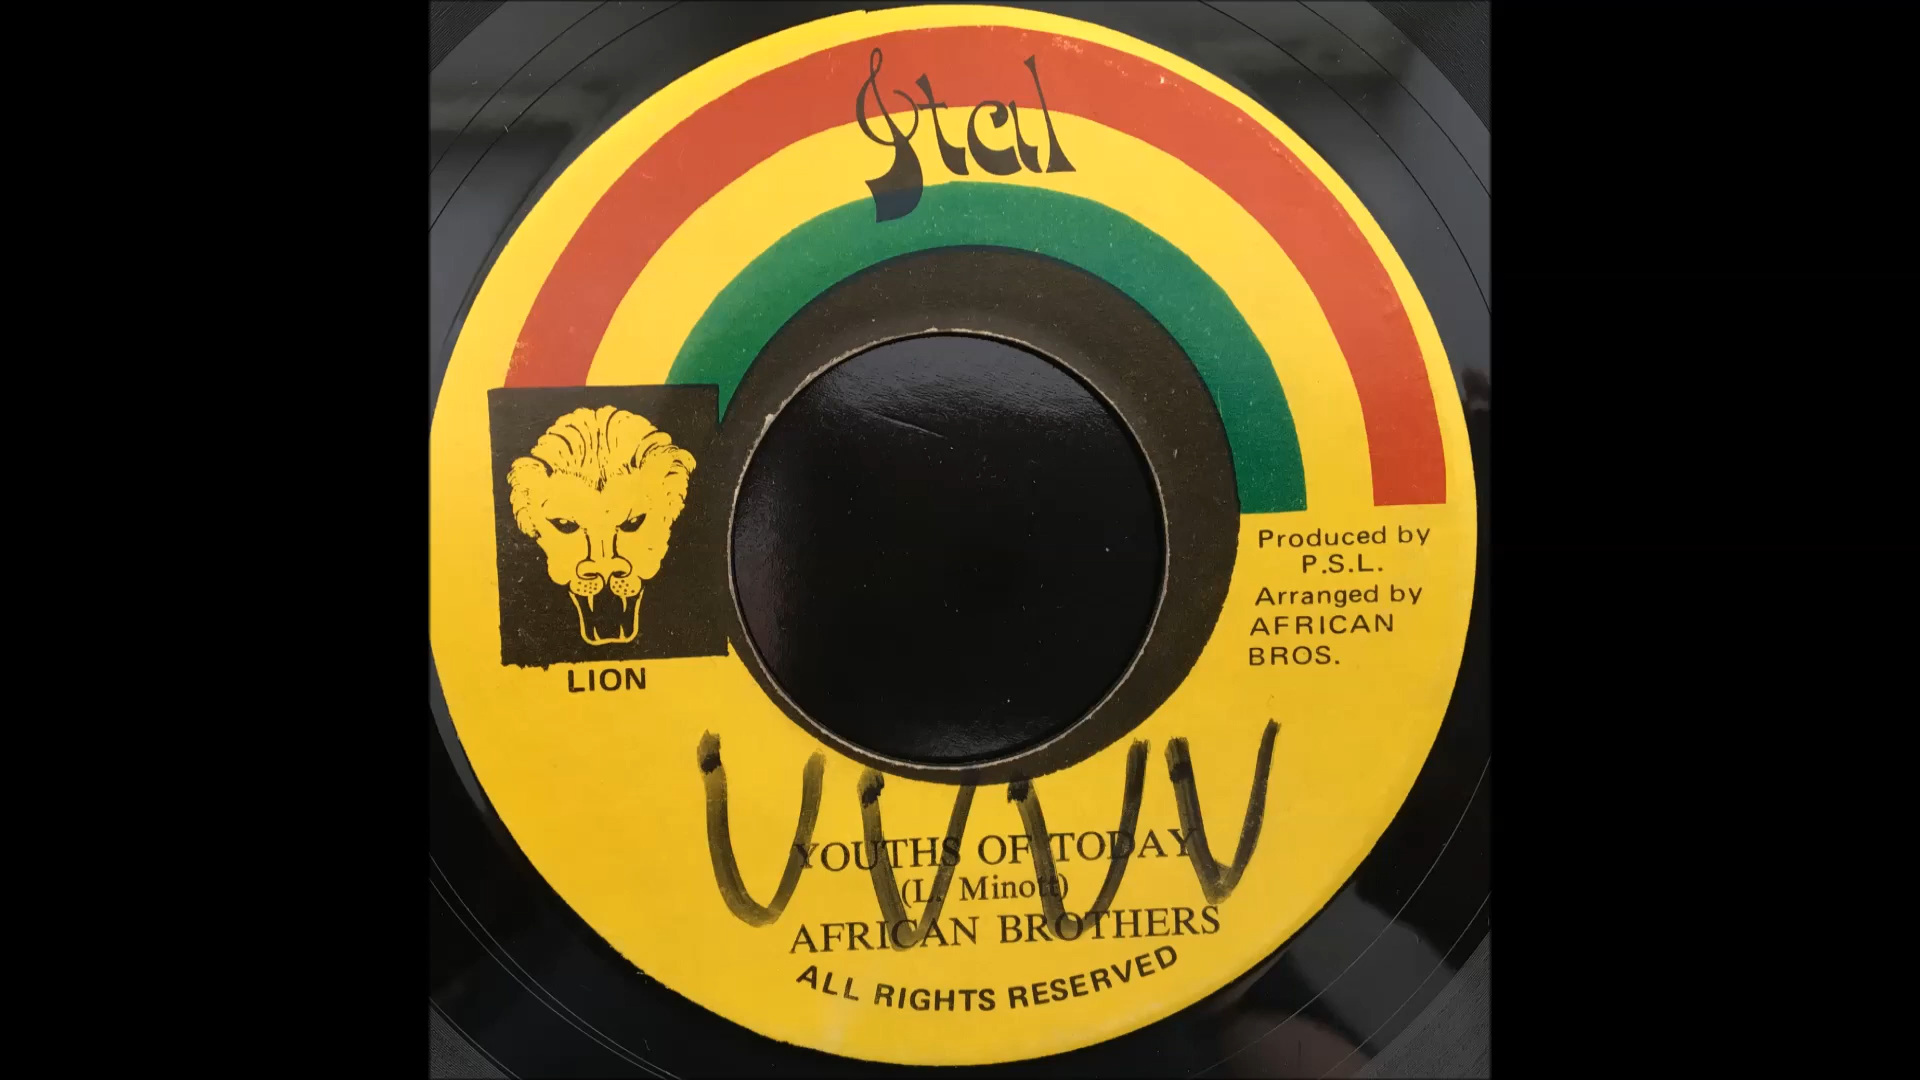 Ital
Produced by
P.S.L.
Arranged by
AFRICAN
BROS.
LION
YOUTHS OF TODAY
(L. Minott)
AFRICAN BROTHERS
ALL RIGHTS RESERVED